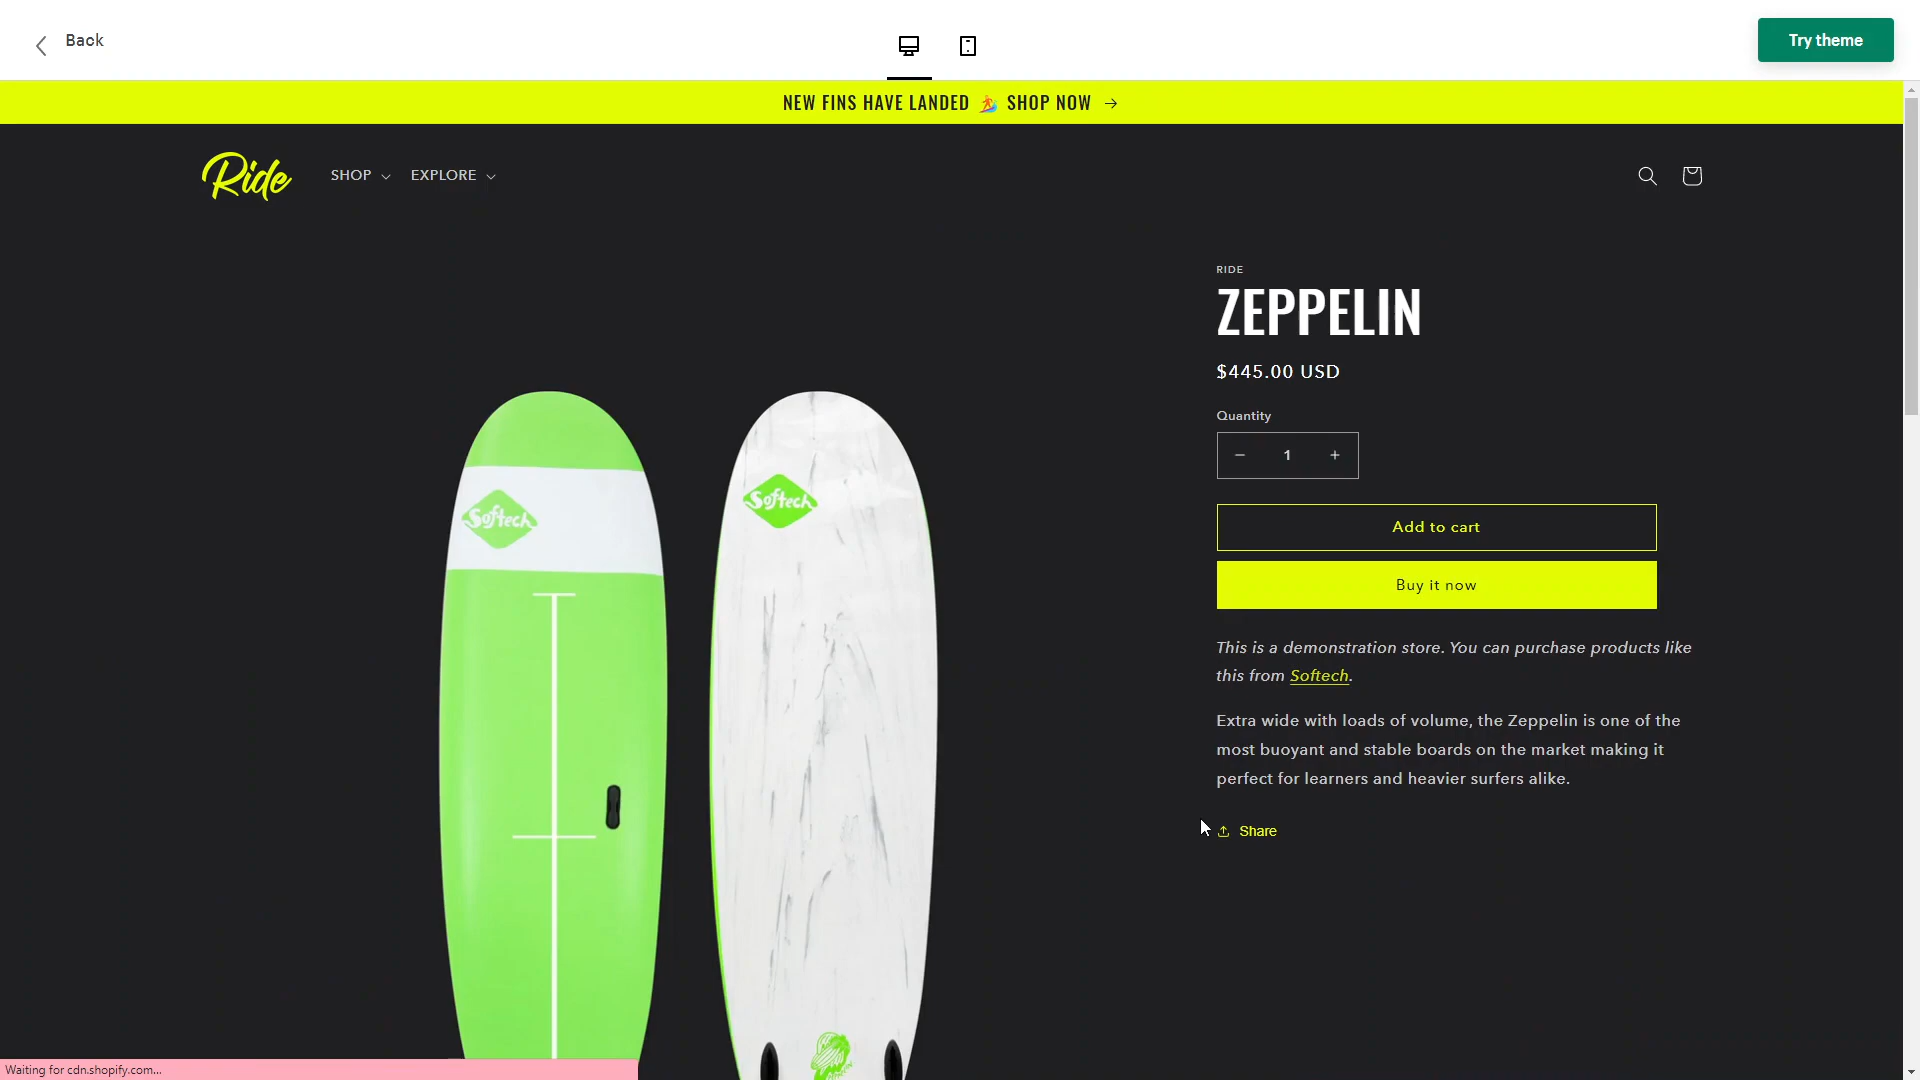 Back
Try theme
NEW FINS HAVE LANDED 🏄 SHOP NOW →
Ride
SHOP
EXPLORE
RIDE
ZEPPELIN
$445.00 USD
Quantity
− 1 +
Add to cart
Buy it now
This is a demonstration store. You can purchase products like
this from Softech.
Extra wide with loads of volume, the Zeppelin is one of the
most buoyant and stable boards on the market making it
perfect for learners and heavier surfers alike.
Share
Softech
Softech
Waiting for cdn.shopify.com...